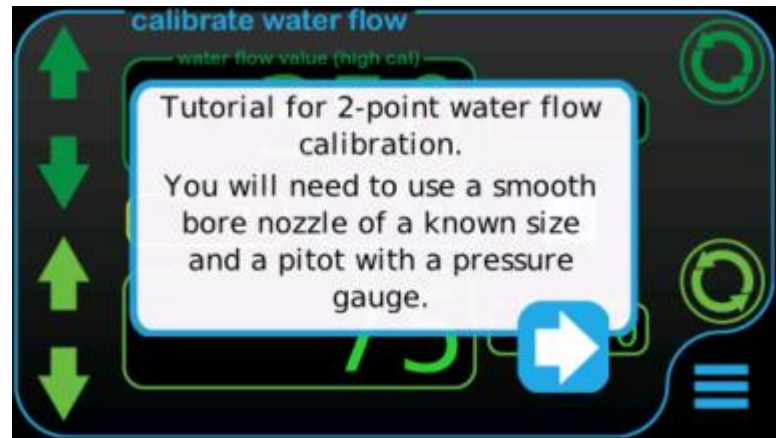 calibrate water flow
water flow value (high cal)
Tutorial for 2-point water flow
calibration.
You will need to use a smooth
bore nozzle of a known size
and a pitot with a pressure
gauge.
75